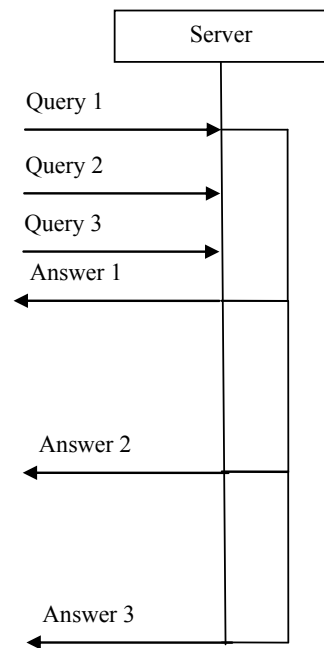 Server
Query 1
Query 2
Query 3
Answer 1
Answer 2
Answer 3